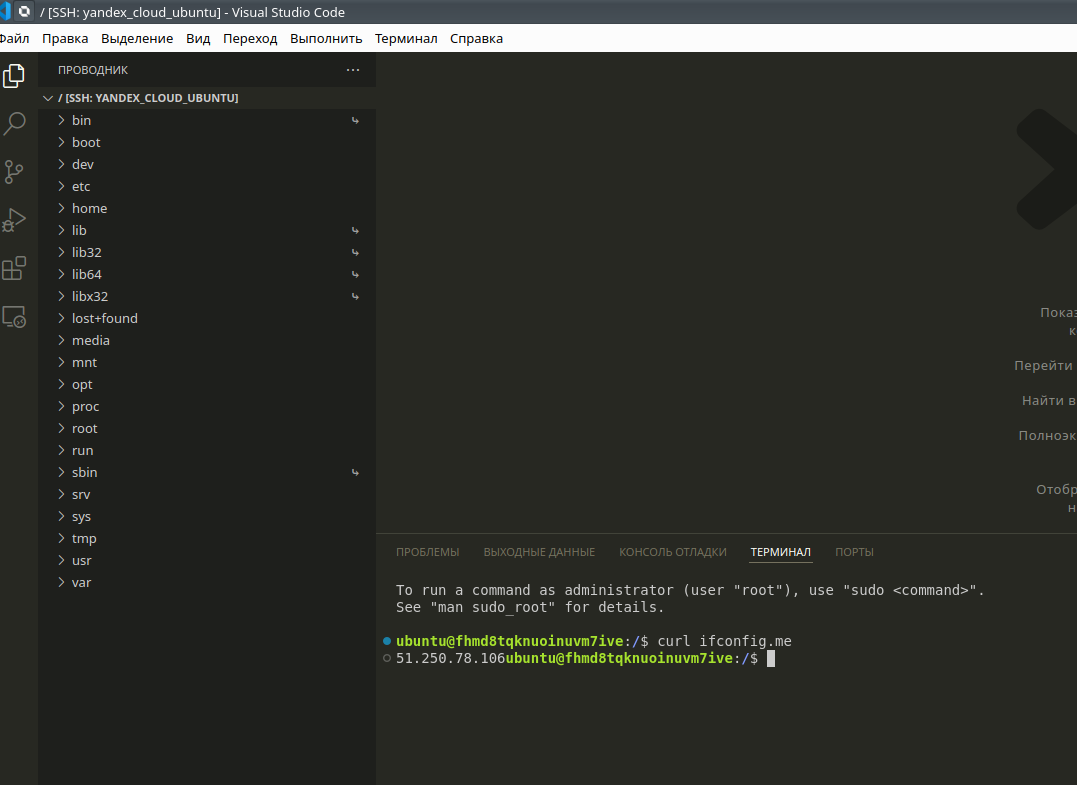 / [SSH: yandex_cloud_ubuntu] - Visual Studio Code
Файл Правка Выделение Вид Переход Выполнить Терминал Справка
ПРОВОДНИК
/ [SSH: YANDEX_CLOUD_UBUNTU]
bin
boot
dev
etc
home
lib
lib32
lib64
libx32
lost+found
media
mnt
opt
proc
root
run
sbin
srv
sys
tmp
usr
var
Перейти
Найти в
ПРОБЛЕМЫ ВЫХОДНЫЕ ДАННЫЕ КОНСОЛЬ ОТЛАДКИ ТЕРМИНАЛ ПОРТЫ
To run a command as administrator (user "root"), use "sudo <command>".
See "man sudo_root" for details.
ubuntu@fhmd8tqknuoinuvm7ive:/$ curl ifconfig.me
51.250.78.106ubuntu@fhmd8tqknuoinuvm7ive:/$